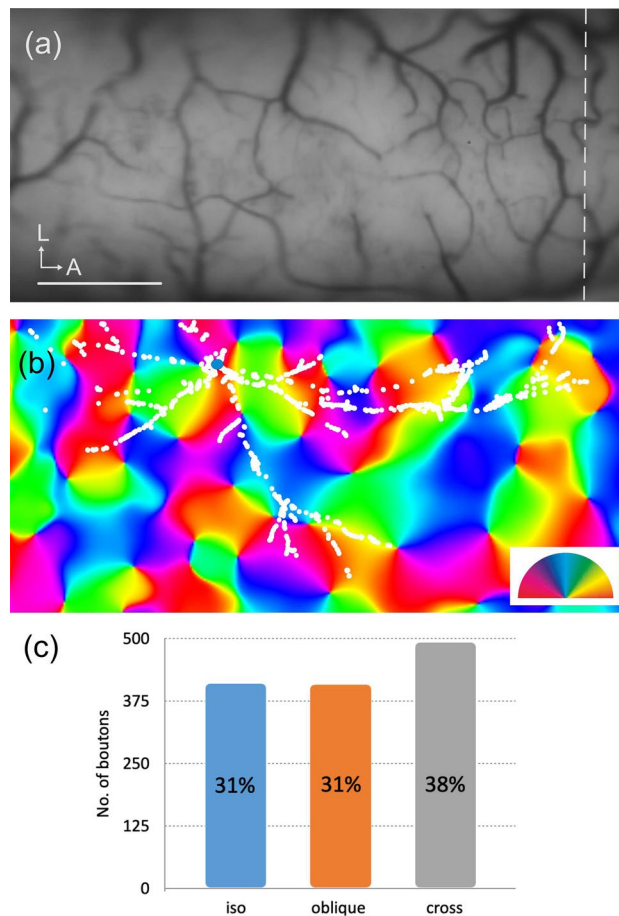 (a)
L
A
(b)
(c)
No. of boutons
500
375
250
125
0
31%
31%
38%
iso
oblique
cross